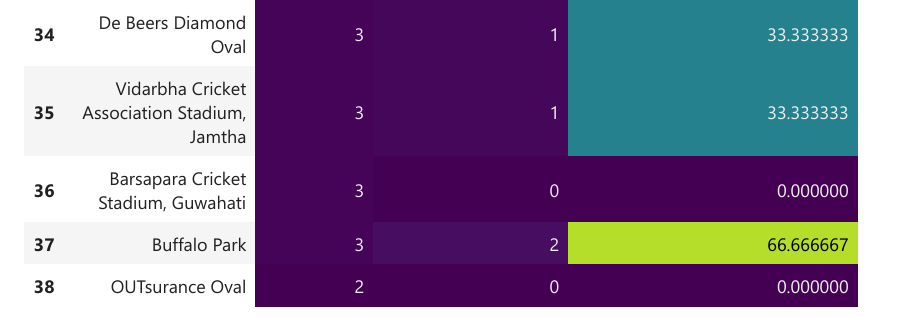 34 De Beers Diamond Oval 3 1 33.333333
35 Vidarbha Cricket Association Stadium, Jamtha 3 1 33.333333
36 Barsapara Cricket Stadium, Guwahati 3 0 0.000000
37 Buffalo Park 3 2 66.666667
38 OUTsurance Oval 2 0 0.000000